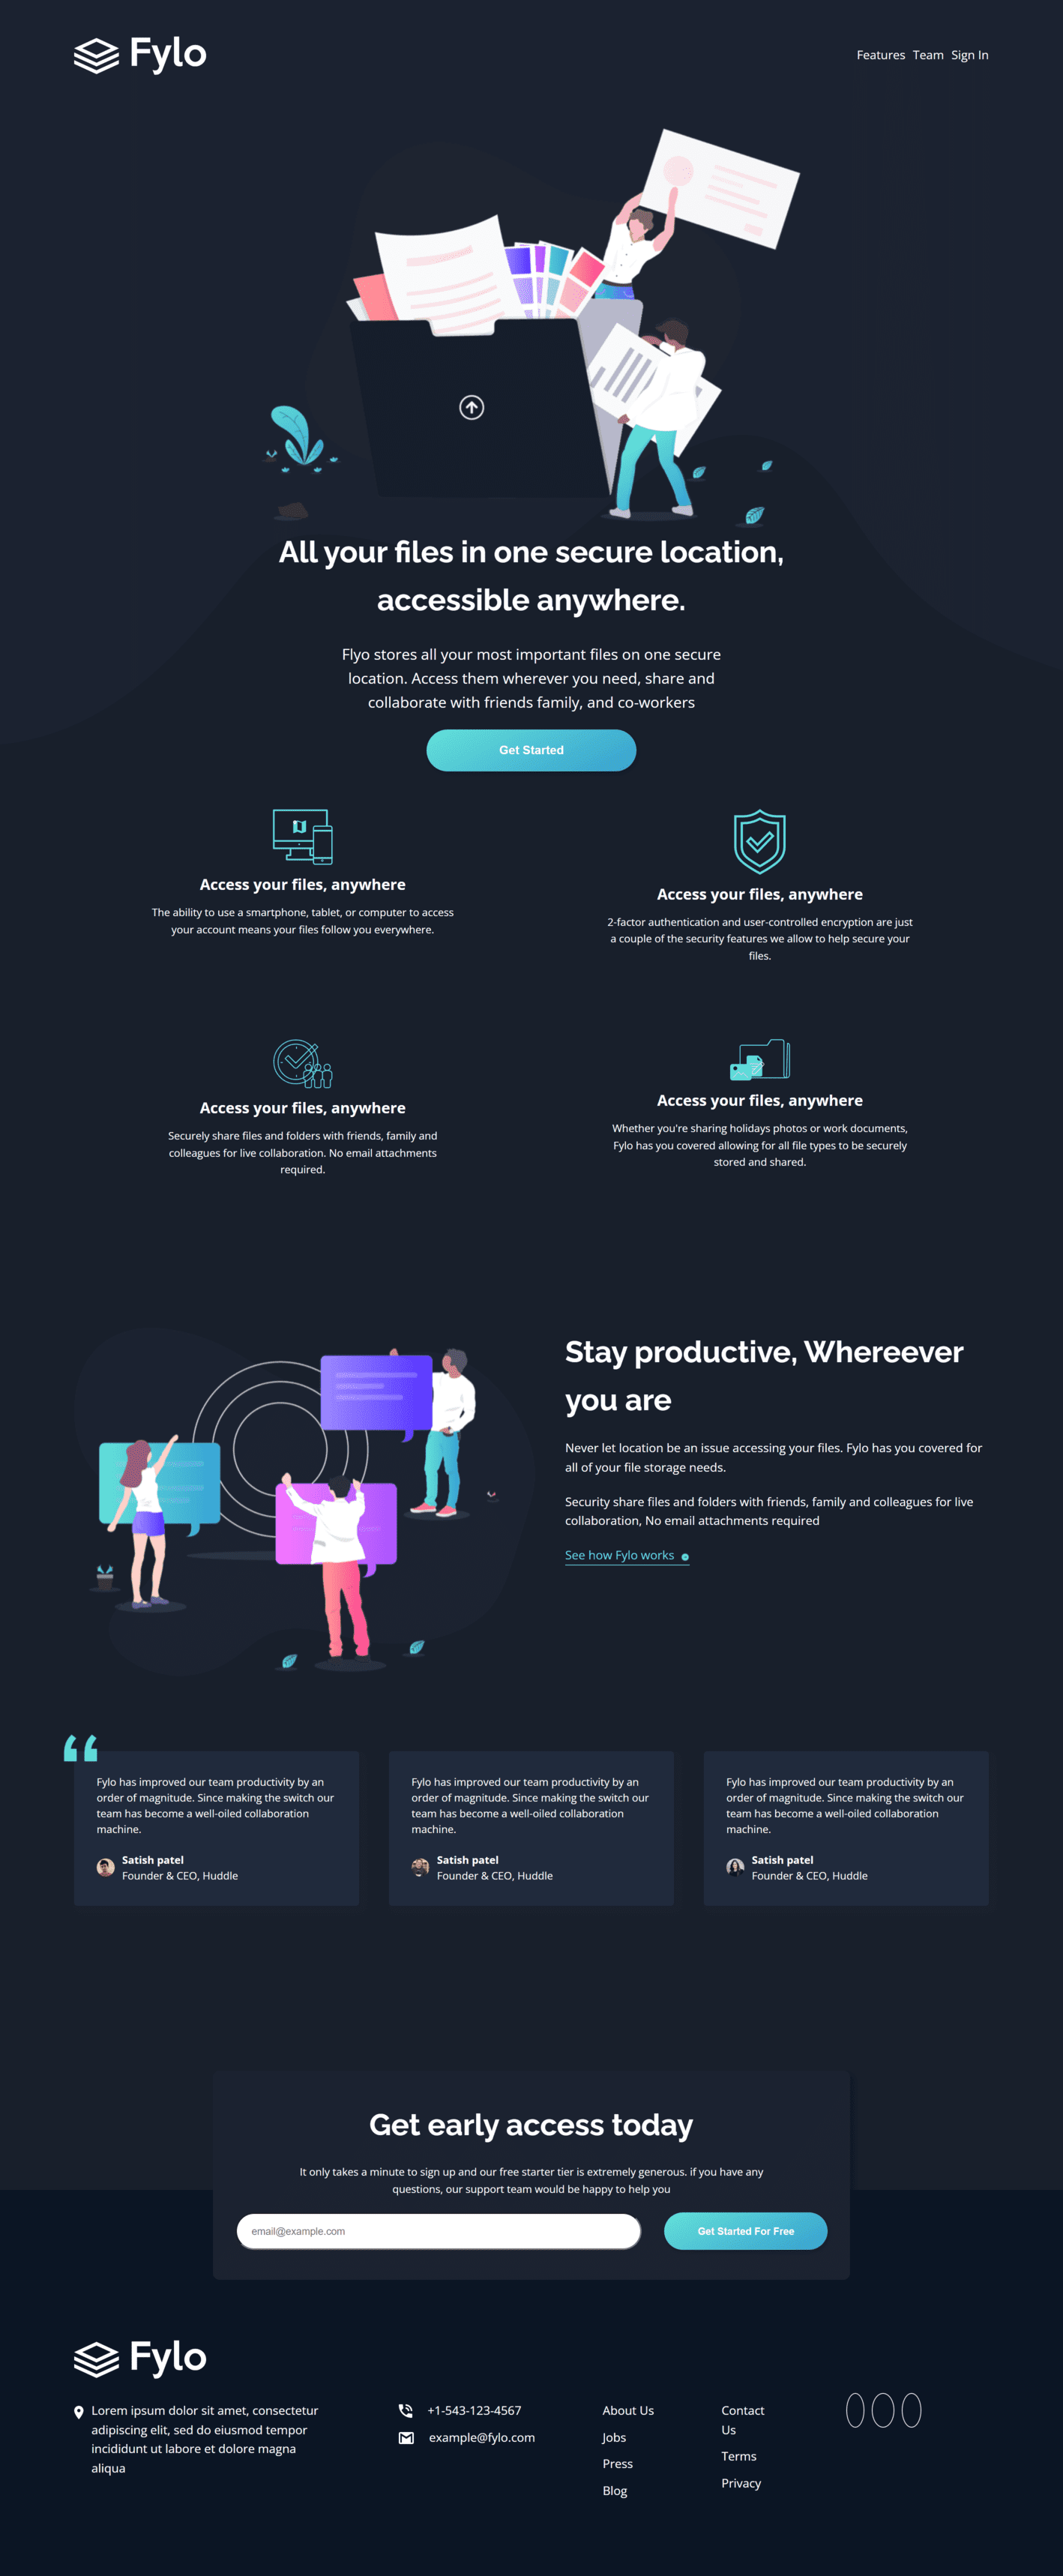 Fylo
Features Team Sign In
All your files in one secure location,
accessible anywhere.
Flyo stores all your most important files on one secure
location. Access them wherever you need, share and
collaborate with friends family, and co-workers
Get Started
Access your files, anywhere
The ability to use a smartphone, tablet, or computer to access
your account means your files follow you everywhere.
Access your files, anywhere
2-factor authentication and user-controlled encryption are just
a couple of the security features we allow to help secure your
files.
Access your files, anywhere
Securely share files and folders with friends, family and
colleagues for live collaboration. No email attachments
required.
Access your files, anywhere
Whether you're sharing holidays photos or work documents,
Fylo has you covered allowing for all file types to be securely
stored and shared.
Stay productive, Whereever
you are
Never let location be an issue accessing your files. Fylo has you covered for
all of your file storage needs.
Security share files and folders with friends, family and colleagues for live
collaboration, No email attachments required
See how Fylo works
Fylo has improved our team productivity by an
order of magnitude. Since making the switch our
team has become a well-oiled collaboration
machine.
Satish patel
Founder & CEO, Huddle
Fylo has improved our team productivity by an
order of magnitude. Since making the switch our
team has become a well-oiled collaboration
machine.
Satish patel
Founder & CEO, Huddle
Fylo has improved our team productivity by an
order of magnitude. Since making the switch our
team has become a well-oiled collaboration
machine.
Satish patel
Founder & CEO, Huddle
Get early access today
It only takes a minute to sign up and our free starter tier is extremely generous. if you have any
questions, our support team would be happy to help you
email@example.com
Get Started For Free
Fylo
Lorem ipsum dolor sit amet, consectetur
adipiscing elit, sed do eiusmod tempor
incididunt ut labore et dolore magna
aliqua
+1-543-123-4567
example@fylo.com
About Us
Jobs
Press
Blog
Contact
Us
Terms
Privacy